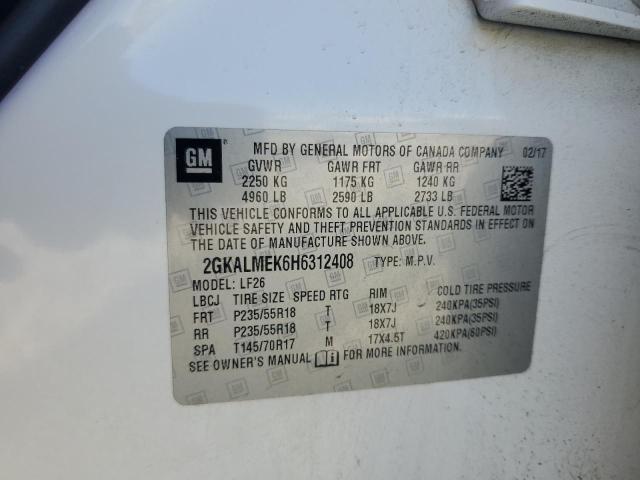 GM
MFD BY GENERAL MOTORS OF CANADA COMPANY 02/17
GVWR GAWR FRT GAWR RR
2250 KG 1175 KG 1240 KG
4960 LB 2590 LB 2733 LB
THIS VEHICLE CONFORMS TO ALL APPLICABLE U.S. FEDERAL MOTOR
VEHICLE SAFETY AND THEFT PREVENTION STANDARDS IN EFFECT ON
THE DATE OF MANUFACTURE SHOWN ABOVE.
2GKALMEK6H6312408 TYPE: M.P.V.
MODEL: LF26
LBCJ TIRE SIZE SPEED RTG RIM COLD TIRE PRESSURE
FRT P235/55R18 T 18X7J 240KPA(35PSI)
RR P235/55R18 T 18X7J 240KPA(35PSI)
SPA T145/70R17 M 17X4.5T 420KPA(60PSI)
SEE OWNER'S MANUAL FOR ADDITIONAL INFORMATION.